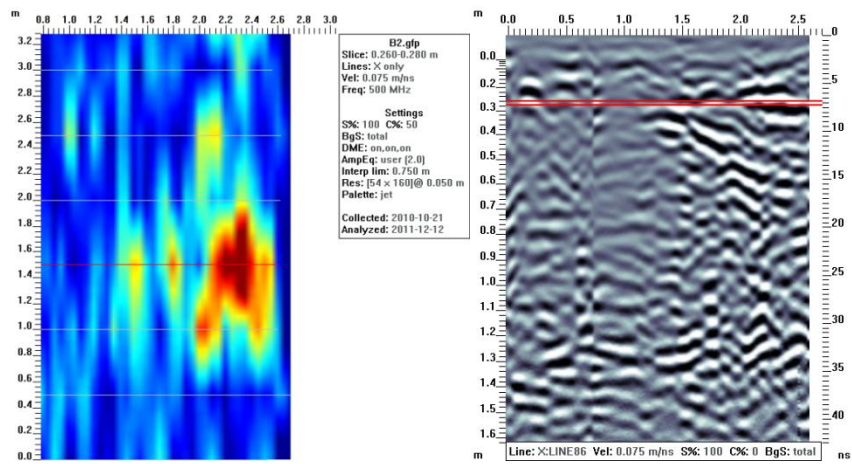 m m
0.8 1.0 1.2 1.4 1.6 1.8 2.0 2.2 2.4 2.6 2.8 3.0
3.2
3.0
2.8
2.6
2.4
2.2
2.0
1.8
1.6
1.4
1.2
1.0
0.8
0.6
0.4
0.2
0.0
B2.gfp
Slice: 0.260-0.280 m
Lines: X only
Vel: 0.075 m/ns
Freq: 500 MHz
Settings
S%: 100 C%: 50
BgS: total
DME: on,on,on
AmpEq: user (2.0)
Interp lim: 0.750 m
Res: [54 x 160]@ 0.050 m
Palette: jet
Collected: 2010-10-21
Analyzed: 2011-12-12
m
0.0 0.5 1.0 1.5 2.0 2.5
0.0
0.1
0.2
0.3
0.4
0.5
0.6
0.7
0.8
0.9
1.0
1.1
1.2
1.3
1.4
1.5
1.6
m
0
5
10
15
20
25
30
35
40
ns
Line: X:LINE86 Vel: 0.075 m/ns S%: 100 C%: 0 BgS: total